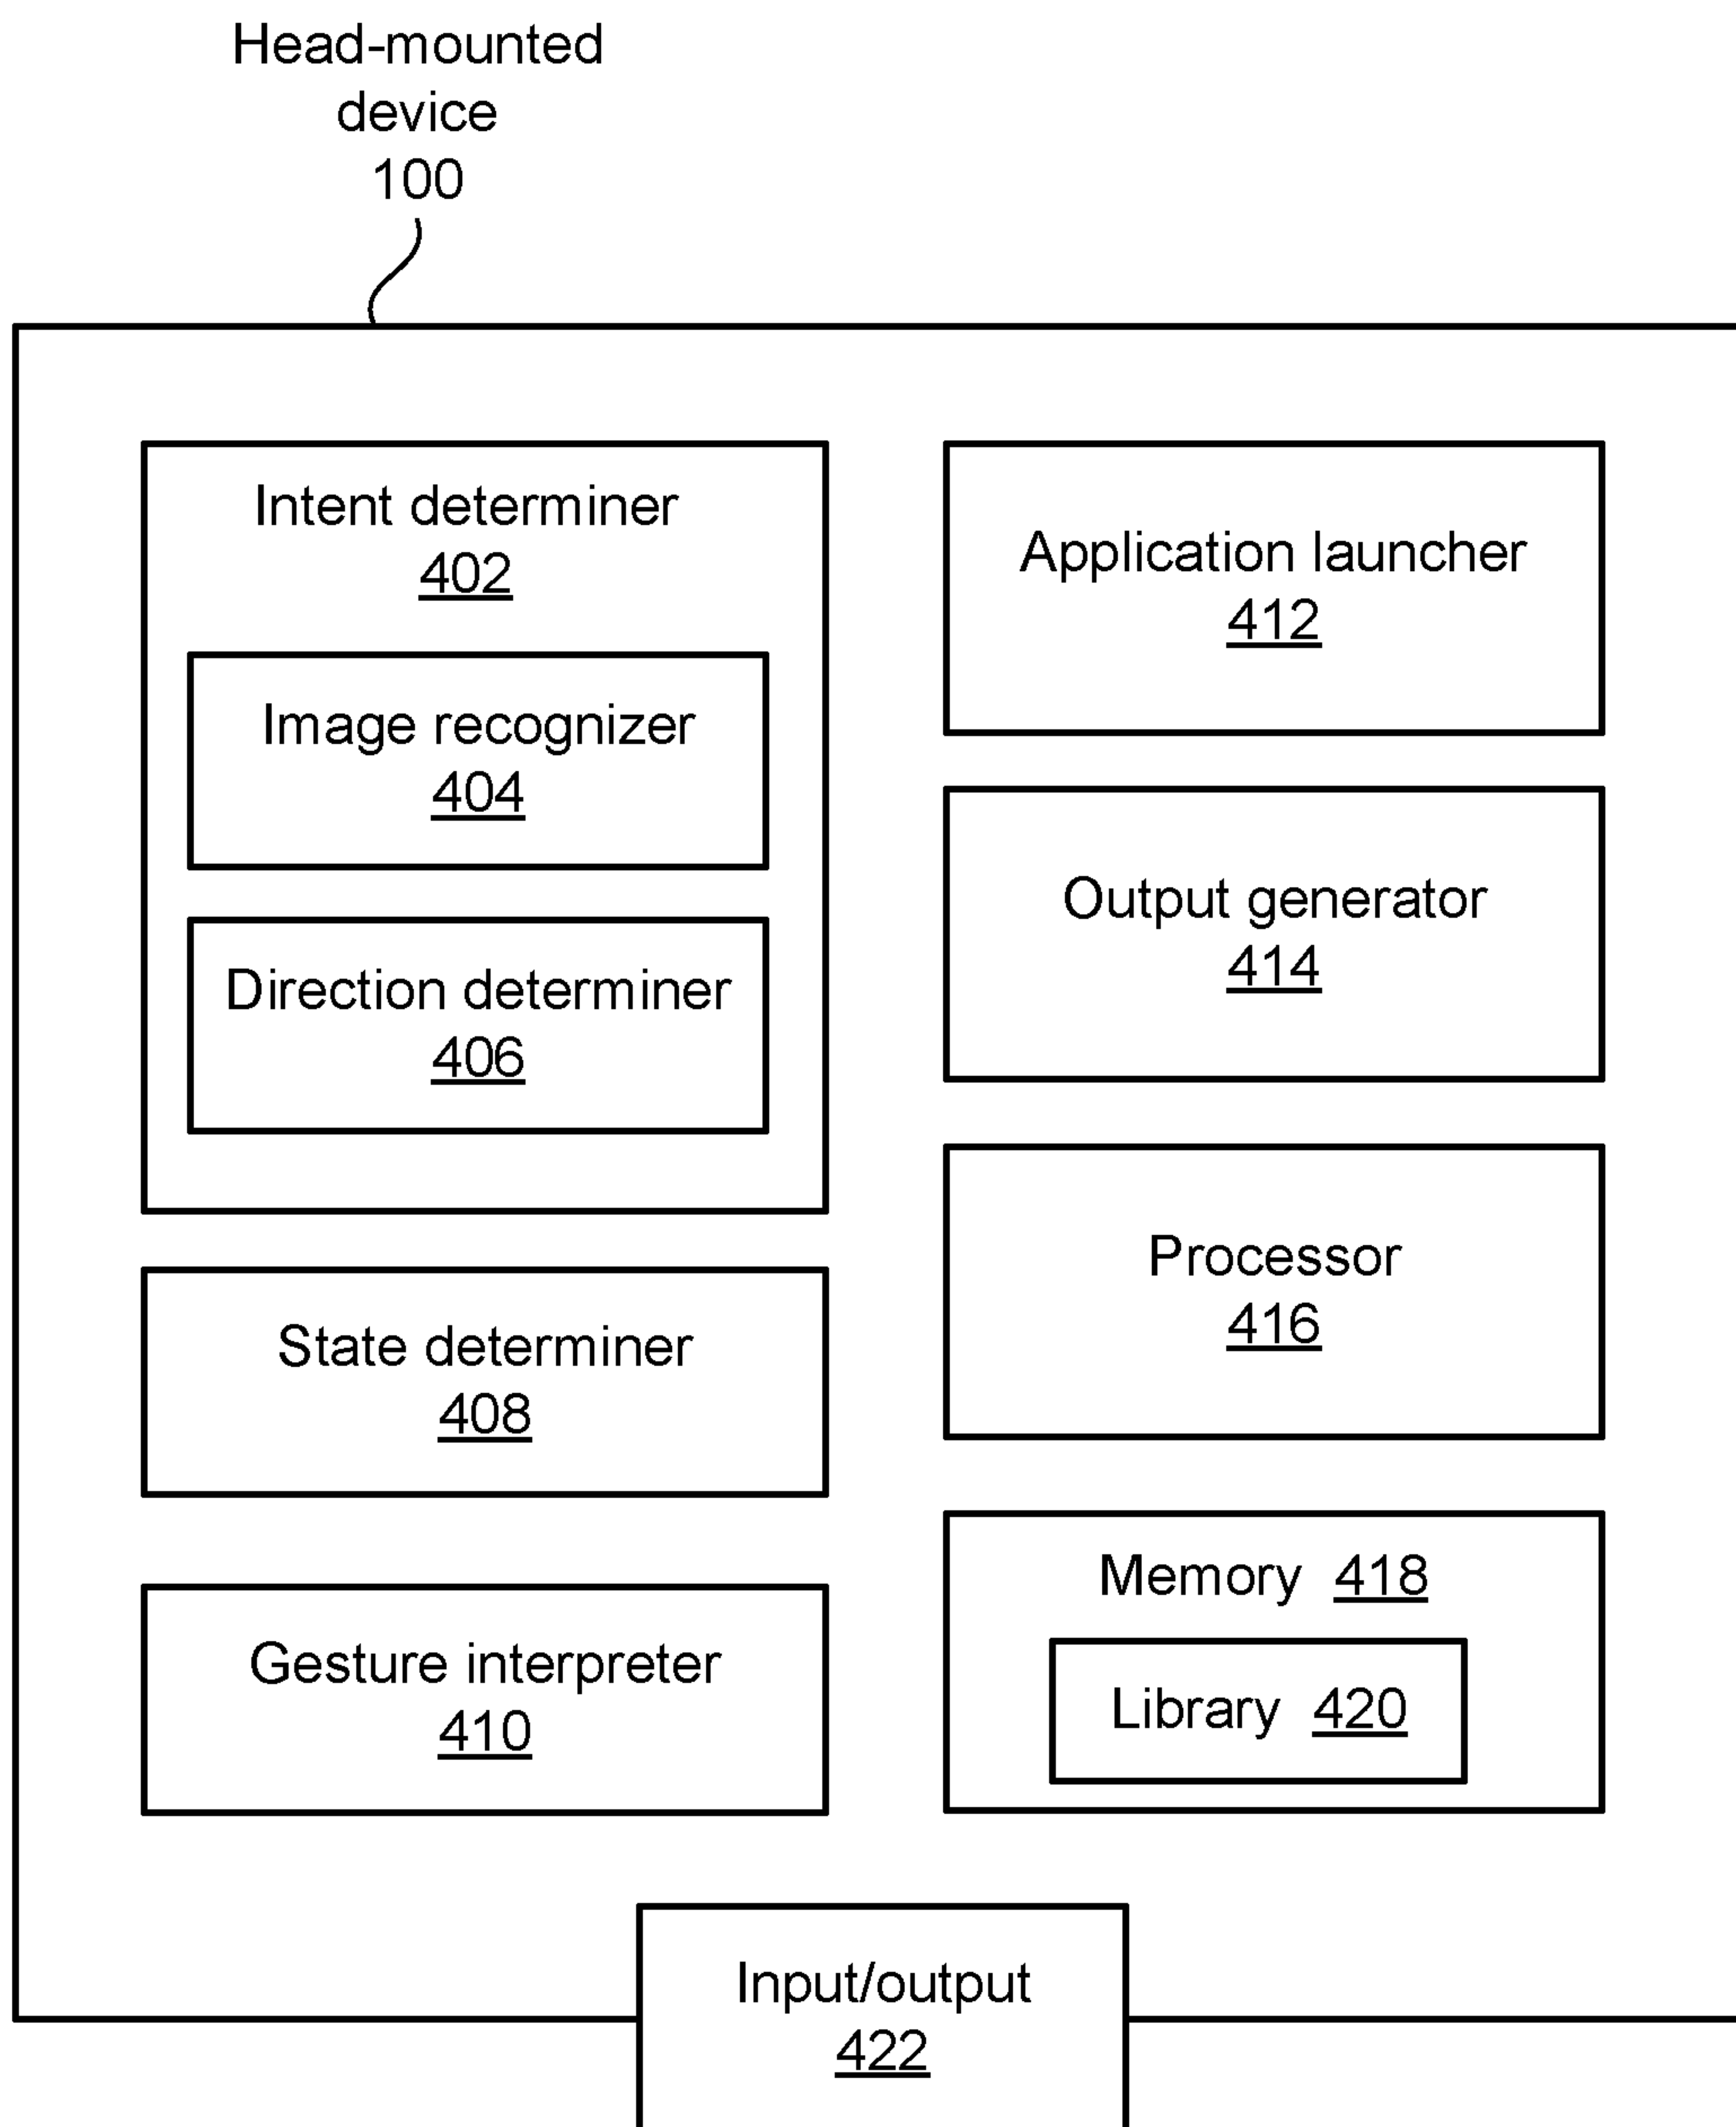 Head-mounted
device
100
Intent determiner
402
Image recognizer
404
Direction determiner
406
State determiner
408
Gesture interpreter
410
Application launcher
412
Output generator
414
Processor
416
Memory 418
Library 420
Input/output
422